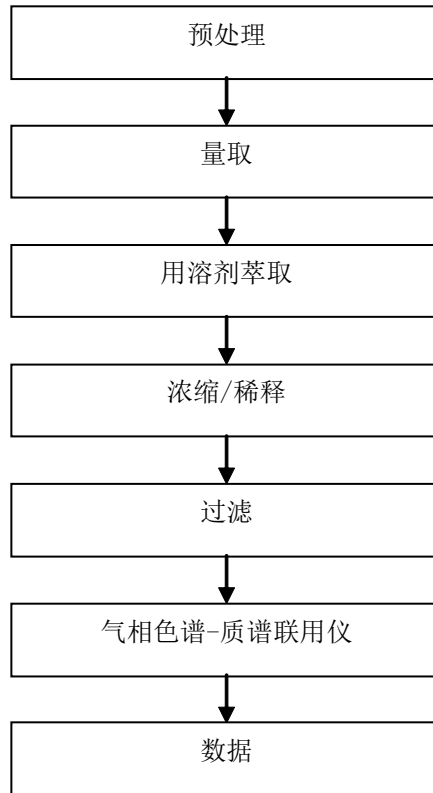 预处理
量取
用溶剂萃取
浓缩/稀释
过滤
气相色谱-质谱联用仪
数据